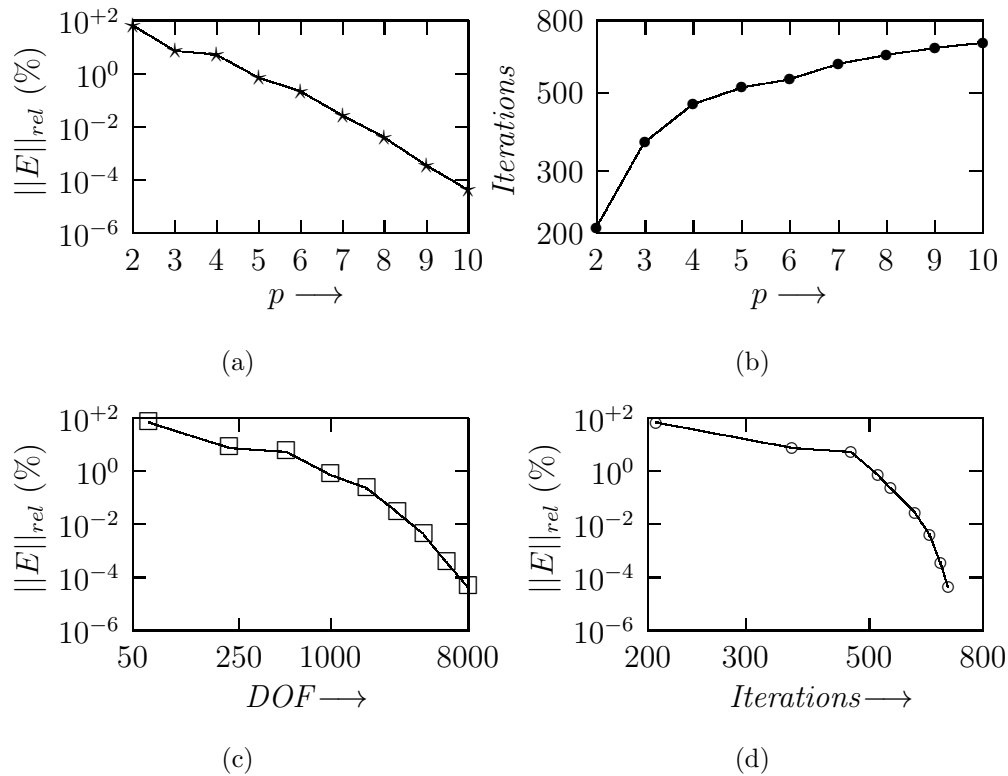 10^{+2}
10^{0}
10^{−2}
10^{−4}
10^{−6}
||E||_{rel} (%)
2 3 4 5 6 7 8 9 10
p ⟶
(a)
800
500
300
200
Iterations
2 3 4 5 6 7 8 9 10
p ⟶
(b)
10^{+2}
10^{0}
10^{−2}
10^{−4}
10^{−6}
||E||_{rel} (%)
50 250 1000 8000
DOF⟶
(c)
10^{+2}
10^{0}
10^{−2}
10^{−4}
10^{−6}
||E||_{rel} (%)
200 300 500 800
Iterations⟶
(d)